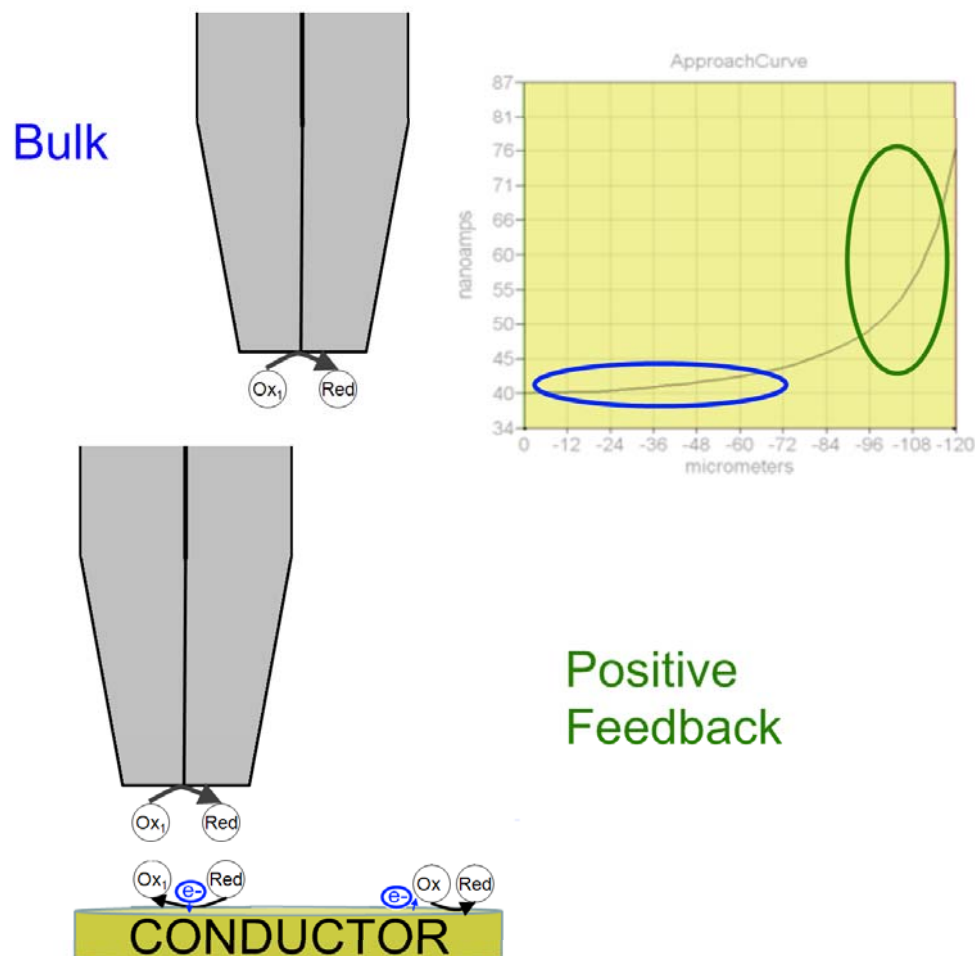 Bulk
Ox₁ Red
ApproachCurve
nanoamps
87
81
76
71
66
60
55
50
45
40
34
0 -12 -24 -36 -48 -60 -72 -84 -96 -108 -120
micrometers
Positive
Feedback
Ox₁ Red
Ox₁ e- Red e- Ox Red
CONDUCTOR